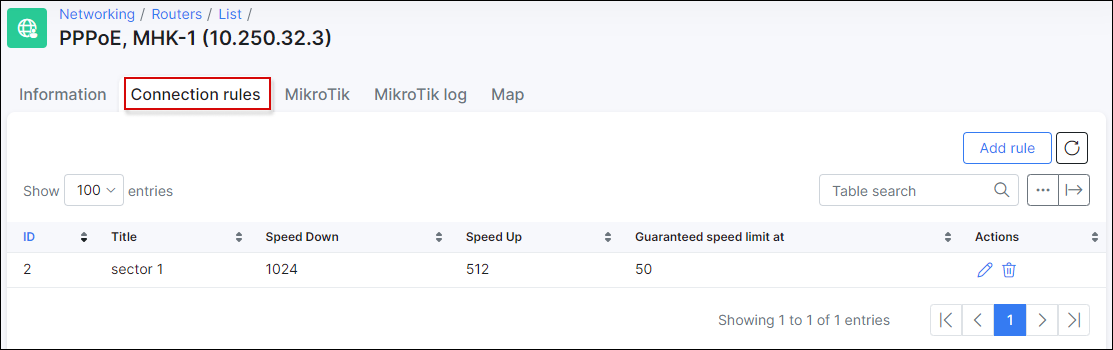 Networking / Routers / List /
PPPoE, MHK-1 (10.250.32.3)
Information Connection rules MikroTik MikroTik log Map
Add rule
Show 100 entries Table search ...
ID Title Speed Down Speed Up Guaranteed speed limit at Actions
2 sector 1 1024 512 50
Showing 1 to 1 of 1 entries 1